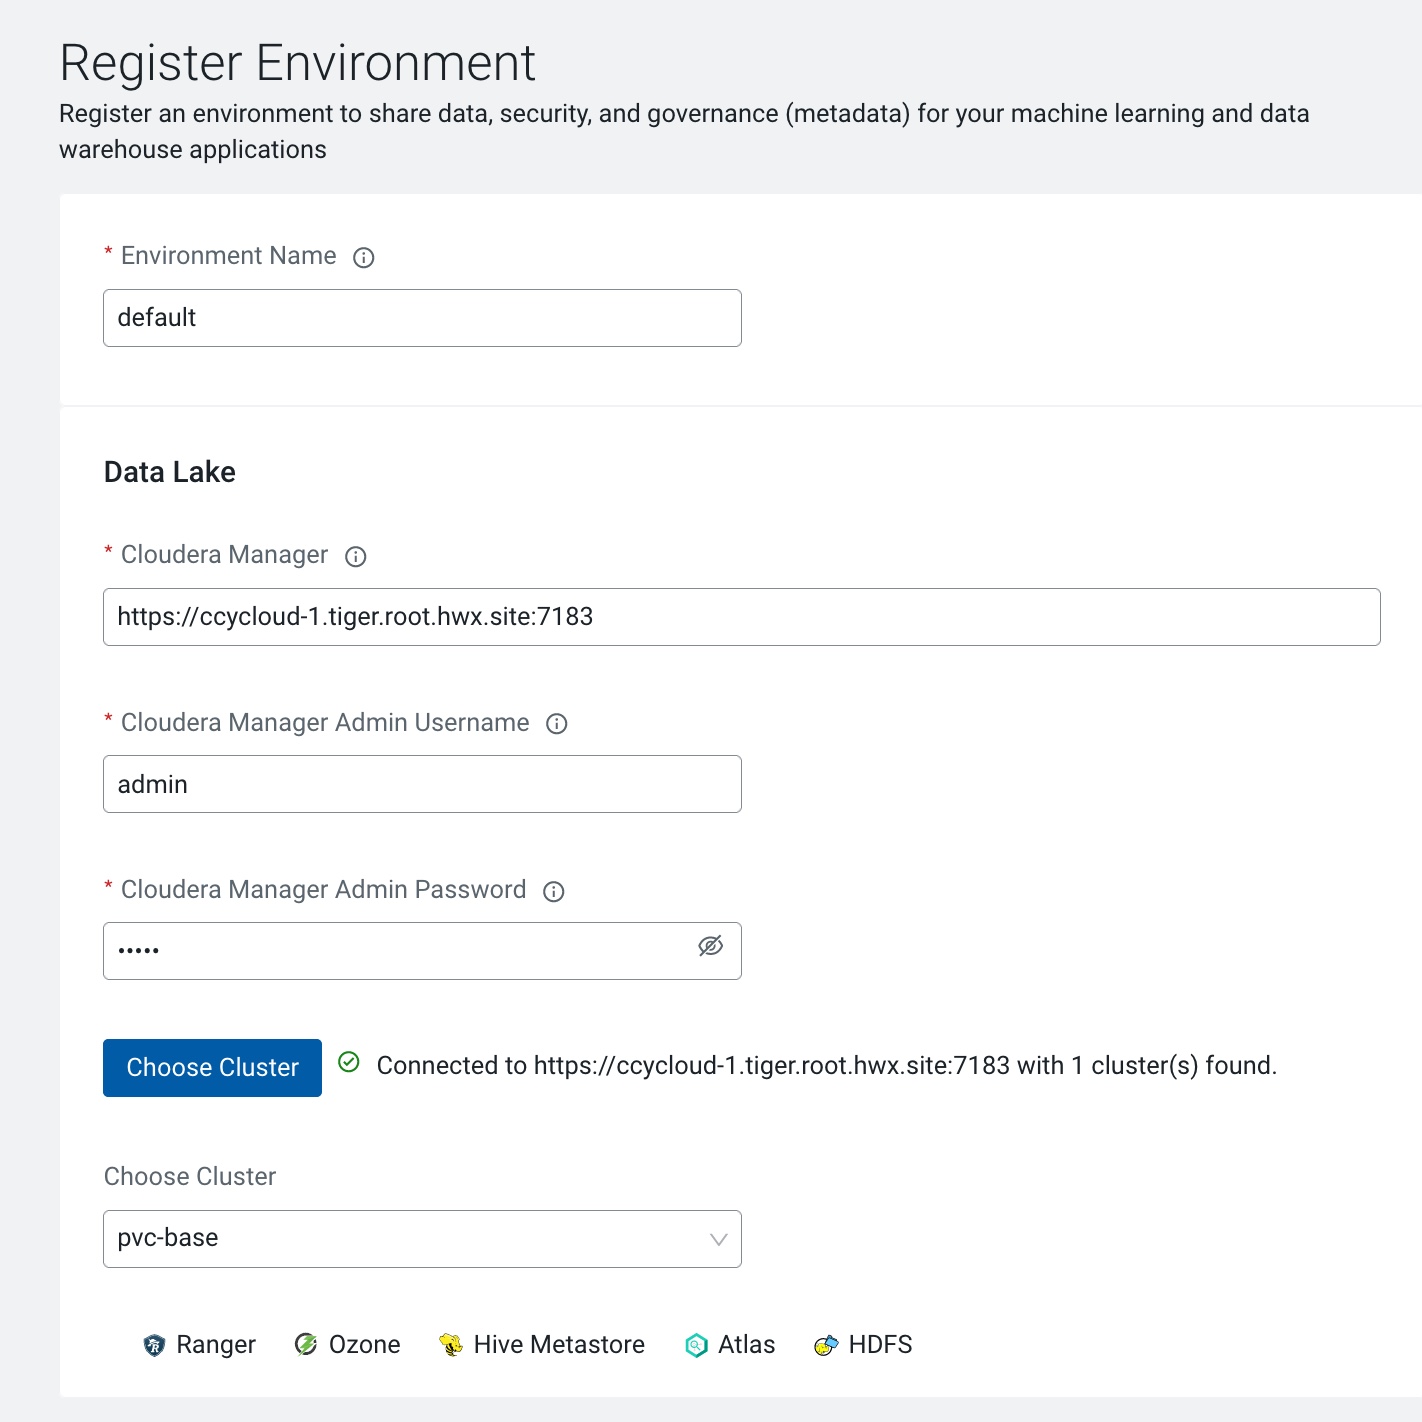 Register Environment
Register an environment to share data, security, and governance (metadata) for your machine learning and data
warehouse applications
* Environment Name
default
Data Lake
* Cloudera Manager
https://ccycloud-1.tiger.root.hwx.site:7183
* Cloudera Manager Admin Username
admin
* Cloudera Manager Admin Password
•••••
Choose Cluster Connected to https://ccycloud-1.tiger.root.hwx.site:7183 with 1 cluster(s) found.
Choose Cluster
pvc-base
Ranger Ozone Hive Metastore Atlas HDFS